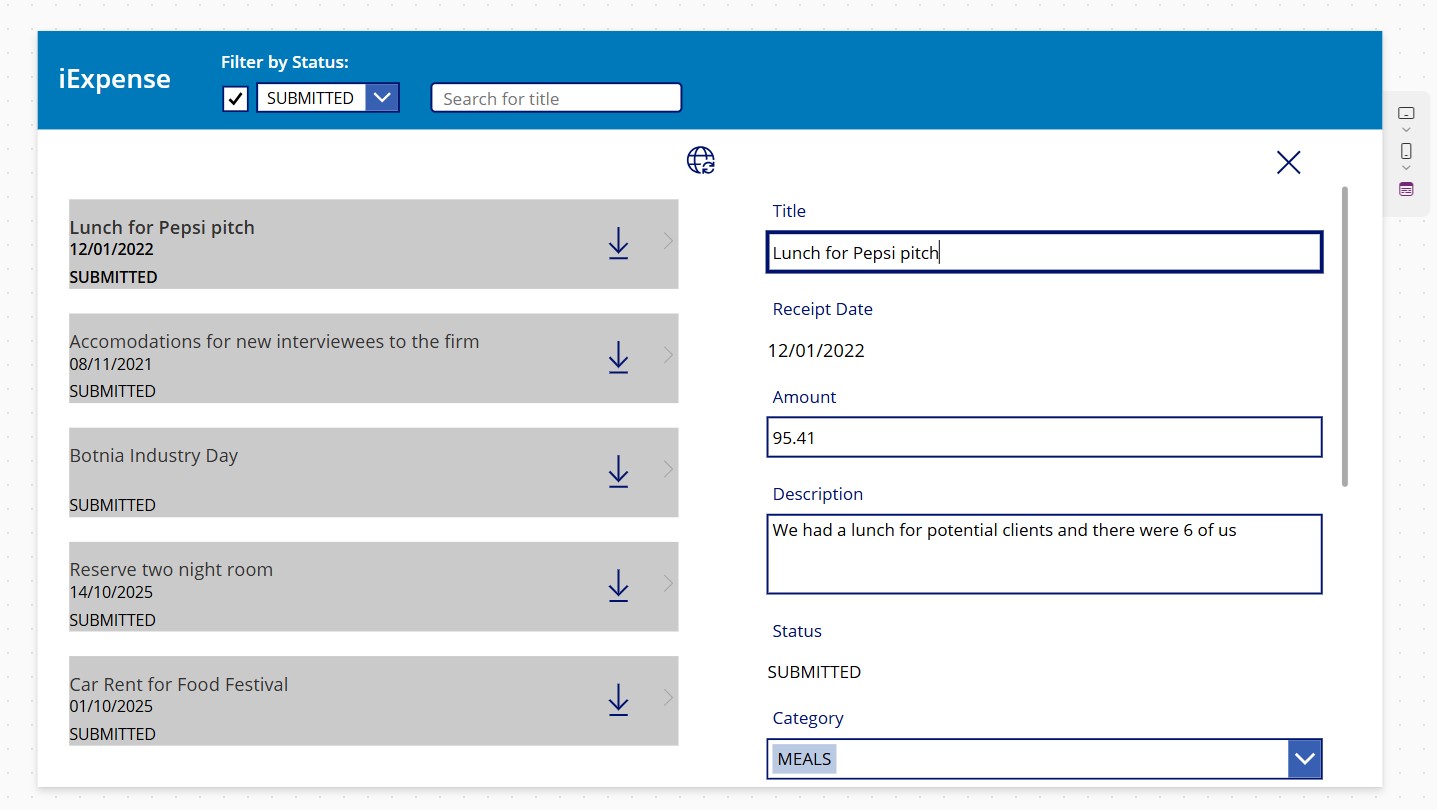 iExpense
Filter by Status:
SUBMITTED
Search for title
Lunch for Pepsi pitch
12/01/2022
SUBMITTED
Accomodations for new interviewees to the firm
08/11/2021
SUBMITTED
Botnia Industry Day
SUBMITTED
Reserve two night room
14/10/2025
SUBMITTED
Car Rent for Food Festival
01/10/2025
SUBMITTED
Title
Lunch for Pepsi pitch
Receipt Date
12/01/2022
Amount
95.41
Description
We had a lunch for potential clients and there were 6 of us
Status
SUBMITTED
Category
MEALS